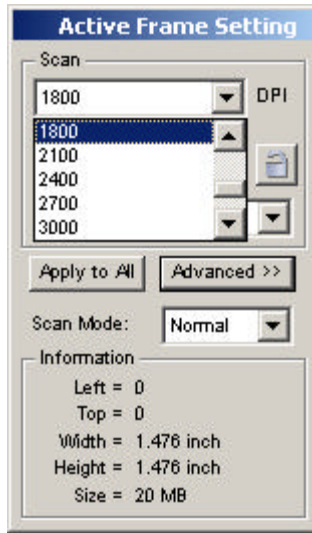 Active Frame Setting
Scan
1800 DPI
1800
2100
2400
2700
3000
Apply to All Advanced >>
Scan Mode: Normal
Information
Left = 0
Top = 0
Width = 1.476 inch
Height = 1.476 inch
Size = 20 MB